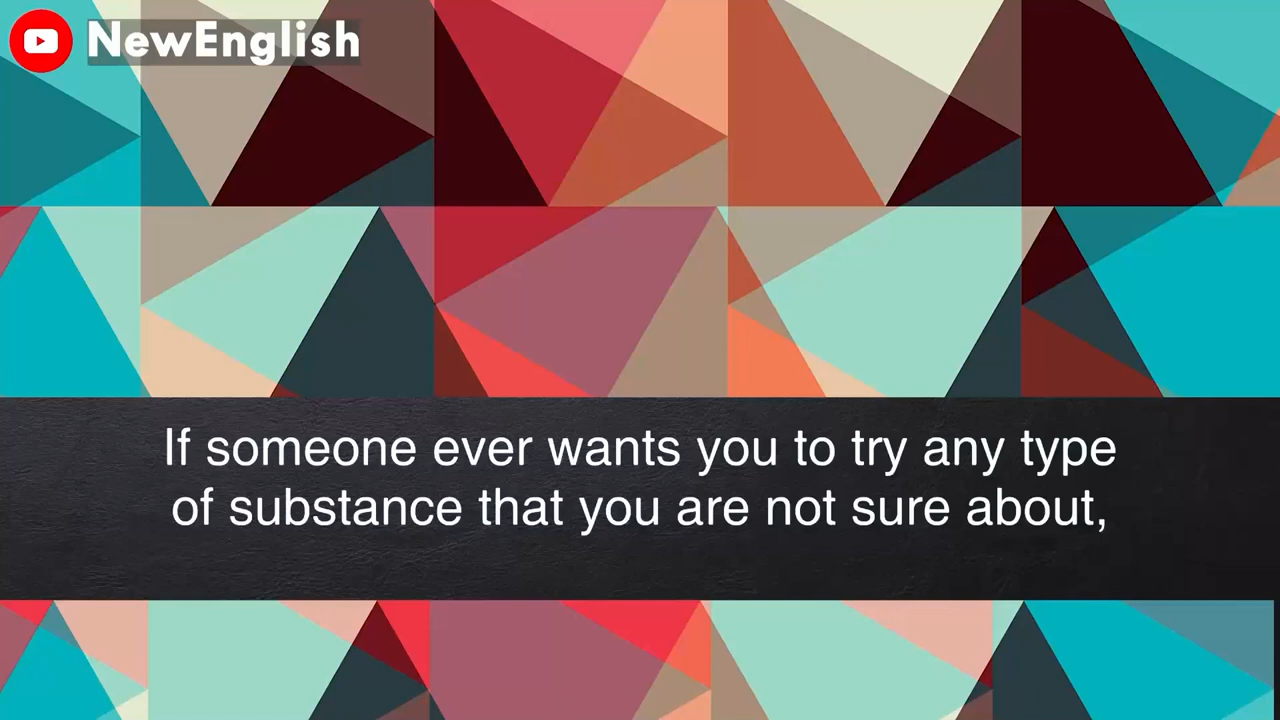 NewEnglish
If someone ever wants you to try any type
of substance that you are not sure about,